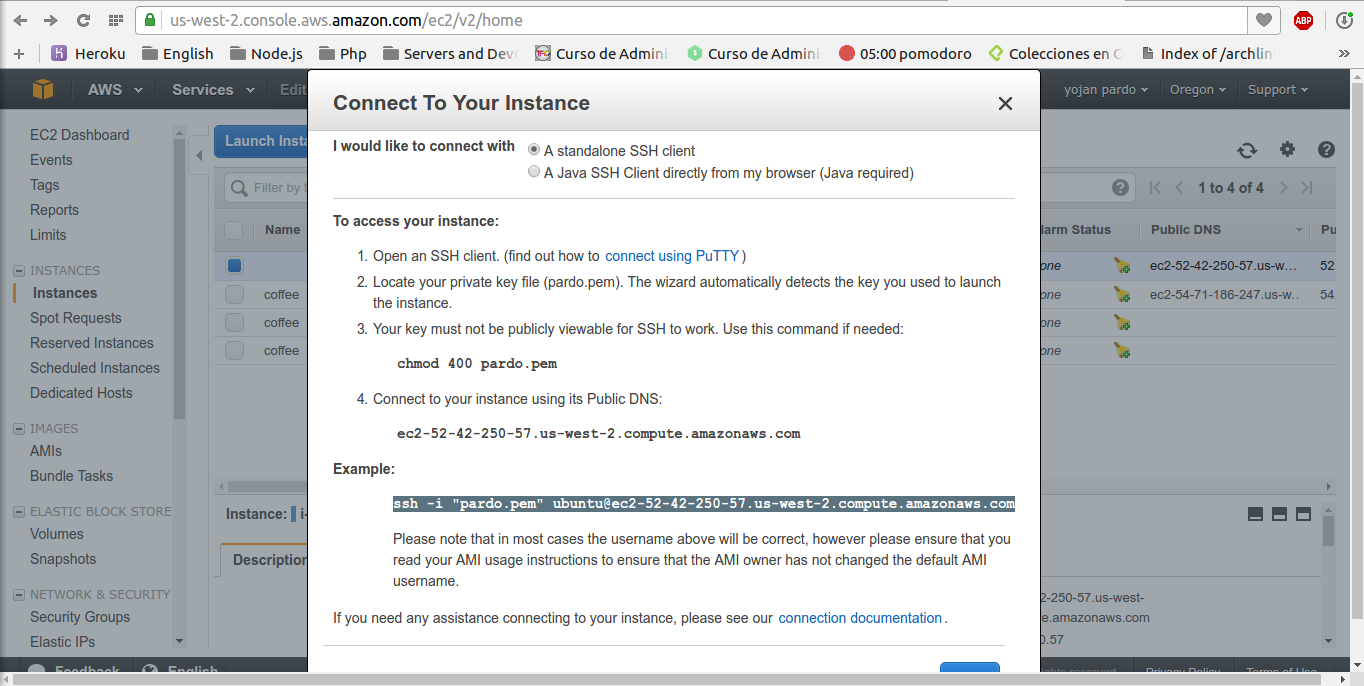 us-west-2.console.aws.amazon.com/ec2/v2/home
ABP
Heroku English Node.js Php Servers and Dev Curso de Admini Curso de Admini 05:00 pomodoro Colecciones en C Index of /archlin
AWS Services Edit yojan pardo Oregon Support
EC2 Dashboard
Events
Tags
Reports
Limits
INSTANCES
Instances
Spot Requests
Reserved Instances
Scheduled Instances
Dedicated Hosts
IMAGES
AMIs
Bundle Tasks
ELASTIC BLOCK STORE
Volumes
Snapshots
NETWORK & SECURITY
Security Groups
Elastic IPs
Launch Insta
Filter by t
1 to 4 of 4
Name
larm Status Public DNS Pu
one ec2-52-42-250-57.us-w... 52
coffee one ec2-54-71-186-247.us-w.. 54
coffee one
coffee one
Instance: i-
Description
2-250-57.us-west-
e.amazonaws.com
0.57
Connect To Your Instance
I would like to connect with A standalone SSH client
A Java SSH Client directly from my browser (Java required)
To access your instance:
1. Open an SSH client. (find out how to connect using PuTTY)
2. Locate your private key file (pardo.pem). The wizard automatically detects the key you used to launch
the instance.
3. Your key must not be publicly viewable for SSH to work. Use this command if needed:
chmod 400 pardo.pem
4. Connect to your instance using its Public DNS:
ec2-52-42-250-57.us-west-2.compute.amazonaws.com
Example:
ssh -i "pardo.pem" ubuntu@ec2-52-42-250-57.us-west-2.compute.amazonaws.com
Please note that in most cases the username above will be correct, however please ensure that you
read your AMI usage instructions to ensure that the AMI owner has not changed the default AMI
username.
If you need any assistance connecting to your instance, please see our connection documentation.
Feedback English ights reserved. Privacy Policy Terms of Use